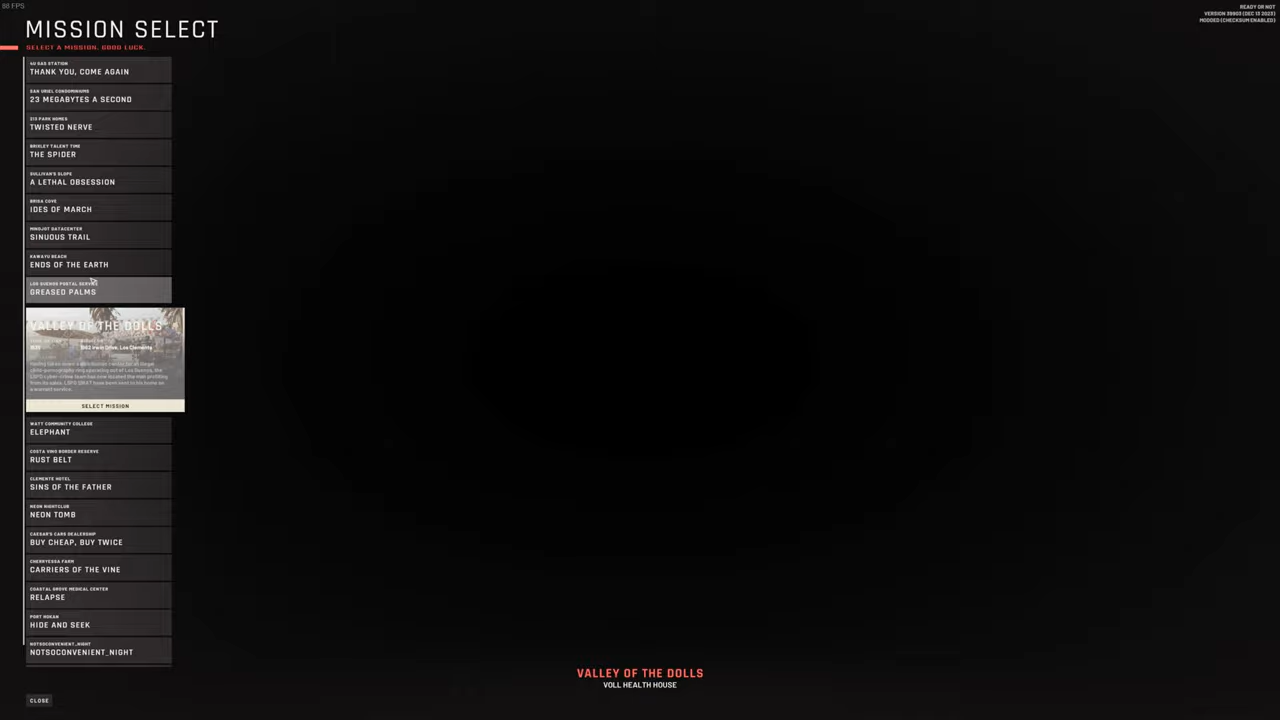 68 FPS
MISSION SELECT
SELECT A MISSION. GOOD LUCK.
READY OR NOT
VERSION 39903 (DEC 13 2023)
MODDED (CHECKSUM ENABLED)
4U GAS STATION
THANK YOU, COME AGAIN
SAN URIEL CONDOMINIUMS
23 MEGABYTES A SECOND
213 PARK HOMES
TWISTED NERVE
BRIXLEY TALENT TIME
THE SPIDER
SULLIVAN'S SLOPE
A LETHAL OBSESSION
BRISA COVE
IDES OF MARCH
MINDJOT DATACENTER
SINUOUS TRAIL
KAWAYU BEACH
ENDS OF THE EARTH
LOS SUENOS POSTAL SERVICE
GREASED PALMS
VALLEY OF THE DOLLS
SELECT MISSION
WATT COMMUNITY COLLEGE
ELEPHANT
COSTA VINO BORDER RESERVE
RUST BELT
CLEMENTE HOTEL
SINS OF THE FATHER
NEON NIGHTCLUB
NEON TOMB
CAESAR'S CARS DEALERSHIP
BUY CHEAP, BUY TWICE
CHERRYESSA FARM
CARRIERS OF THE VINE
COASTAL GROVE MEDICAL CENTER
RELAPSE
PORT HOKAN
HIDE AND SEEK
NOTSOCONVENIENT_NIGHT
NOTSOCONVENIENT_NIGHT
VALLEY OF THE DOLLS
VOLL HEALTH HOUSE
CLOSE